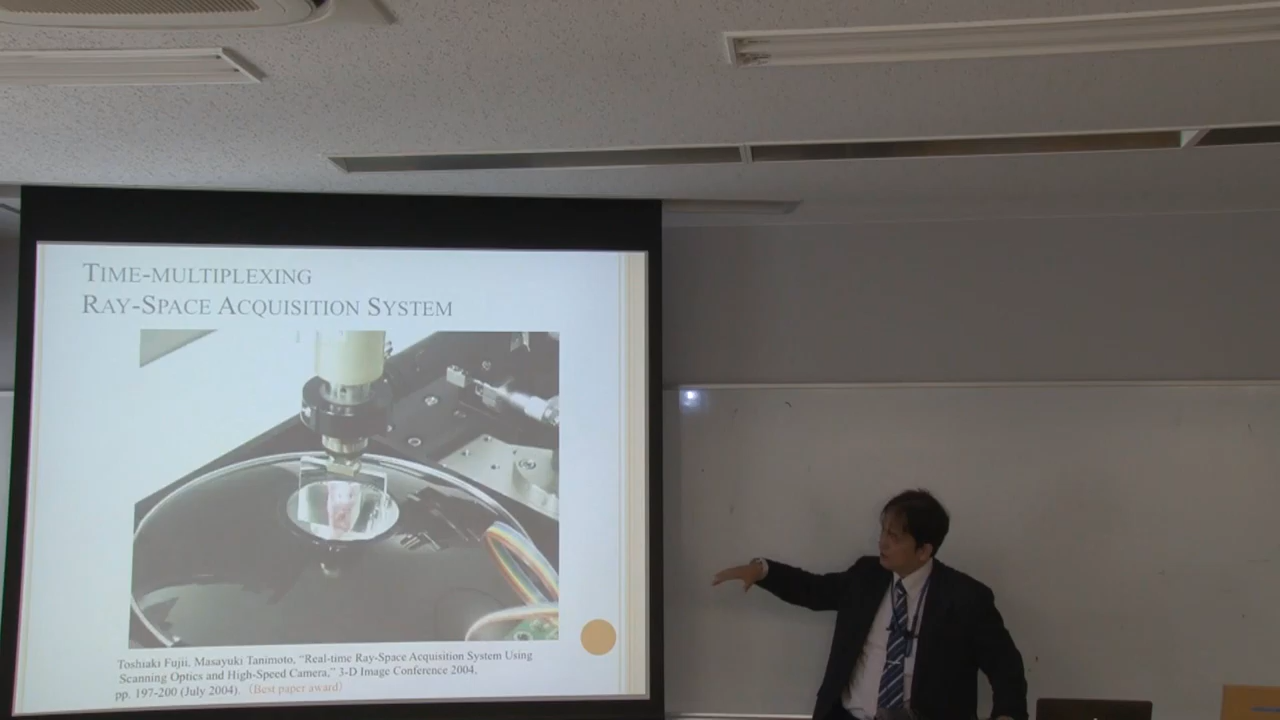 TIME-MULTIPLEXING
RAY-SPACE ACQUISITION SYSTEM
Toshiaki Fujii, Masayuki Tanimoto, “Real-time Ray-Space Acquisition System Using
Scanning Optics and High-Speed Camera,” 3-D Image Conference 2004,
pp. 197-200 (July 2004). (Best paper award)